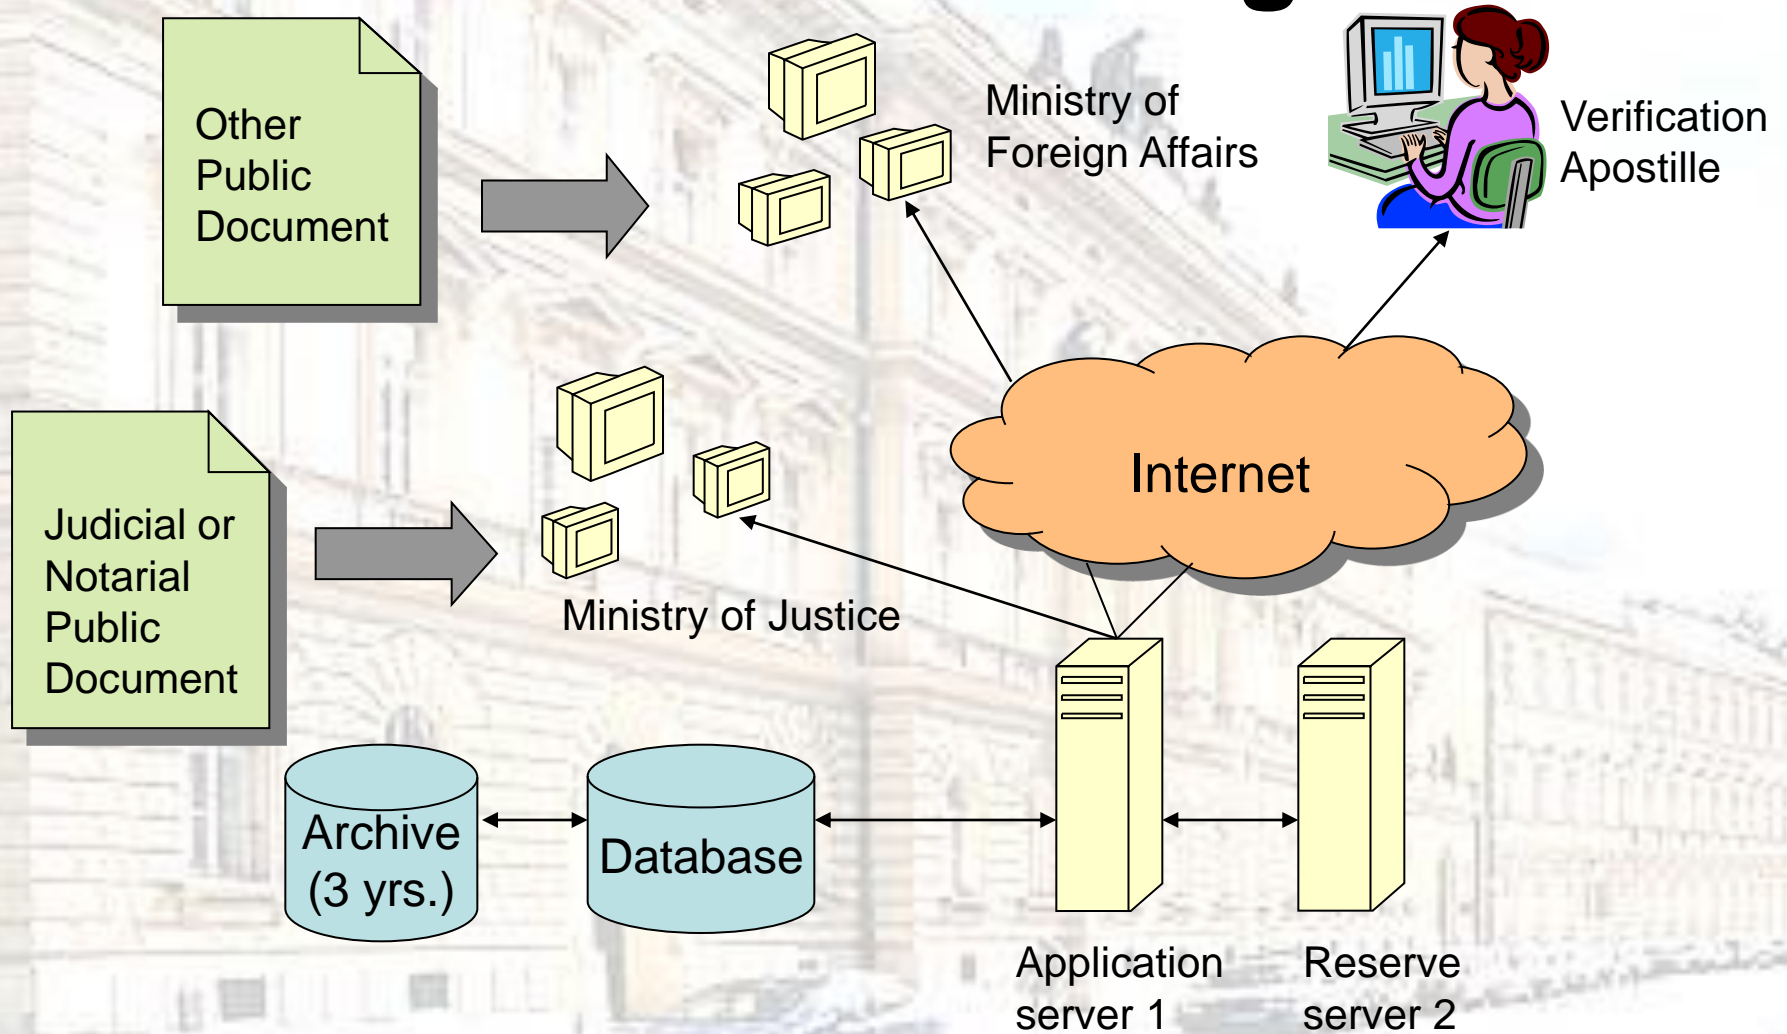 Other
Public
Document
Ministry of
Foreign Affairs
Verification
Apostille
Judicial or
Notarial
Public
Document
Ministry of Justice
Internet
Archive
(3 yrs.)
Database
Application
server 1
Reserve
server 2